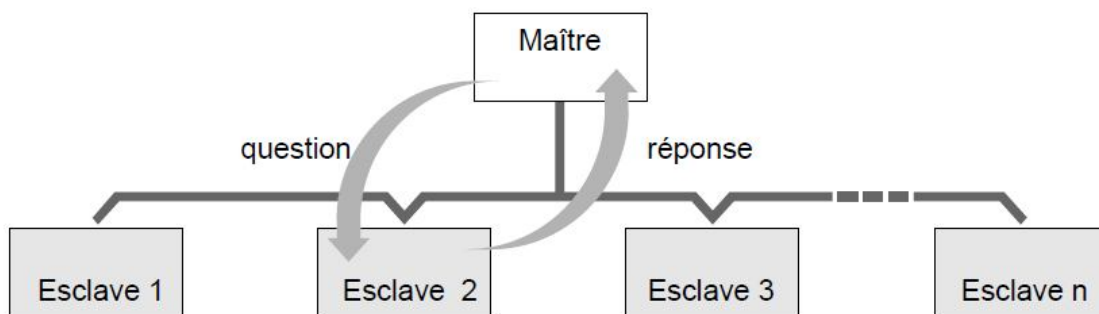 Maître
question
réponse
Esclave 1
Esclave 2
Esclave 3
Esclave n